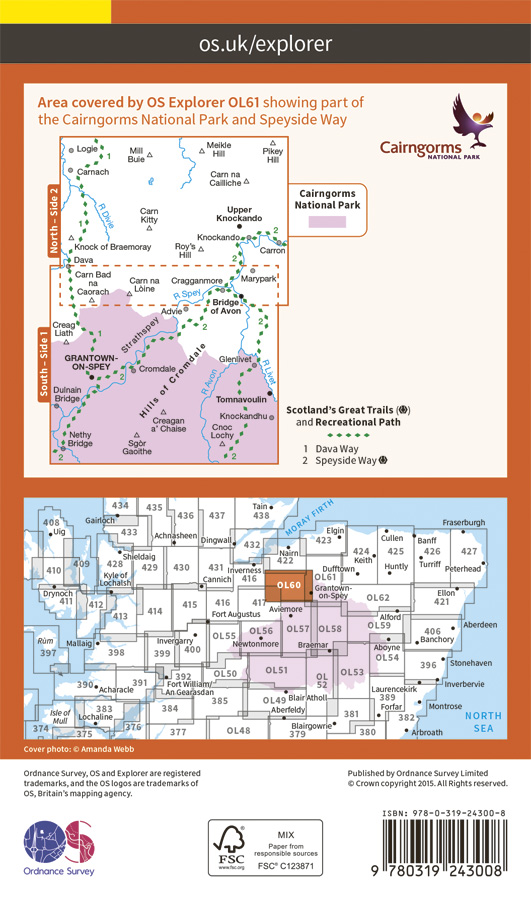 os.uk/explorer
Area covered by OS Explorer OL61 showing part of
the Cairngorms National Park and Speyside Way
Cairngorms
NATIONAL PARK
North – Side 2
South – Side 1
Logie
1
Carnach
Mill
Buie
Meikle
Hill
Pikey
Hill
Carn na
Cailliche
R Divie
Carn
Kitty
Upper
Knockando
Cairngorms
National Park
1
Knock of Braemoray
Roy's
Hill
Knockando
2
Carron
Dava
2
Carn Bad
na
Caorach
Carn na
Lòine
Cragganmore
Marypark
R Spey
Bridge
of Avon
Advie
Creag
Liath
1
Strathspey
2
2
GRANTOWN-
ON-SPEY
Glenlivet
2
Cromdale
R Avon
R Livet
Hills of Cromdale
Dulnain
Bridge
Tomnavoulin
Creagan
a' Chaise
Knockandhu
Cnoc
Lochy
Nethy
Bridge
Sgòr
Gaoithe
2
2
Scotland's Great Trails ( )
and Recreational Path
1 Dava Way
2 Speyside Way
434
435
436
437
Tain
438
MORAY FIRTH
Fraserburgh
408
Uig
Gairloch
433
Achnasheen
Dingwall
432
Nairn
422
Elgin
423
Cullen
Banff
424
425
426
427
Keith
Turriff
Shieldaig
428
429
430
431
Inverness
416
OL60
OL61
Dufftown
Huntly
Peterhead
410
409
Kyle of
Lochalsh
Cannich
Grantown-
on-Spey
Drynoch
411
412
413
414
415
416
417
Aviemore
OL62
Ellon
421
Fort Augustus
Alford
OL59
Aberdeen
Rùm
397
Mallaig
398
Invergarry
399
400
OL55
OL56
Newtonmore
OL57
OL58
Braemar
Aboyne
OL54
406
Banchory
396
Stonehaven
390
Acharacle
391
392
Fort William/
An Gearasdan
OL50
OL51
OL
52
OL53
Inverbervie
Isle of
Mull
383
Lochaline
384
385
OL49
Blair Atholl
Laurencekirk
389
Montrose
374
375
376
377
OL48
Aberfeldy
Blairgowrie
379
381
380
Forfar
382
Arbroath
NORTH
SEA
Cover photo: © Amanda Webb
Ordnance Survey, OS and Explorer are registered
trademarks, and the OS logos are trademarks of
OS, Britain's mapping agency.
Published by Ordnance Survey Limited
© Crown copyright 2015. All Rights reserved.
OS
Ordnance Survey
FSC
www.fsc.org
MIX
Paper from
responsible sources
FSC® C123871
ISBN: 978-0-319-24300-8
9 780319 243008